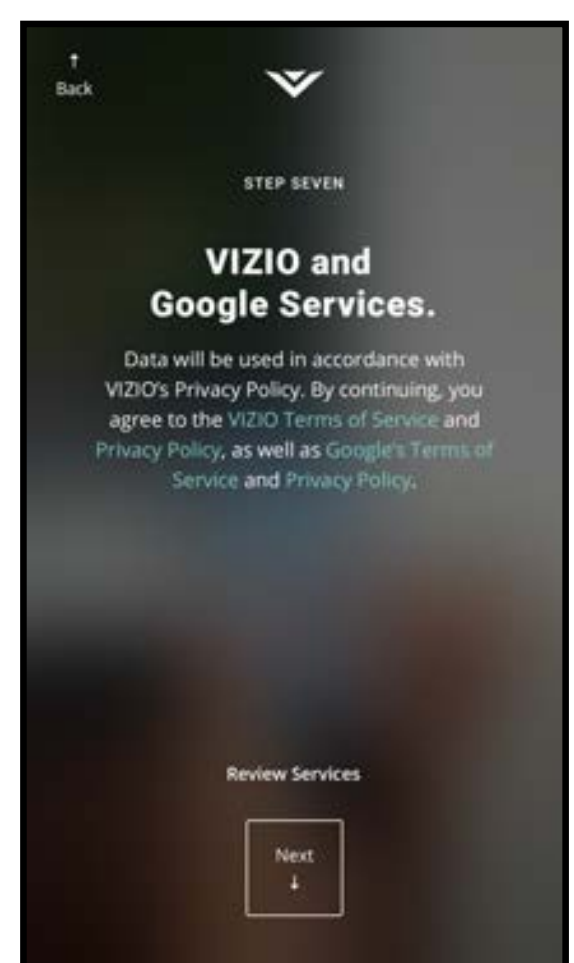 ↑
Back
STEP SEVEN
VIZIO and
Google Services.
Data will be used in accordance with
VIZIO's Privacy Policy. By continuing, you
agree to the VIZIO Terms of Service and
Privacy Policy, as well as Google's Terms of
Service and Privacy Policy.
Review Services
Next
↓